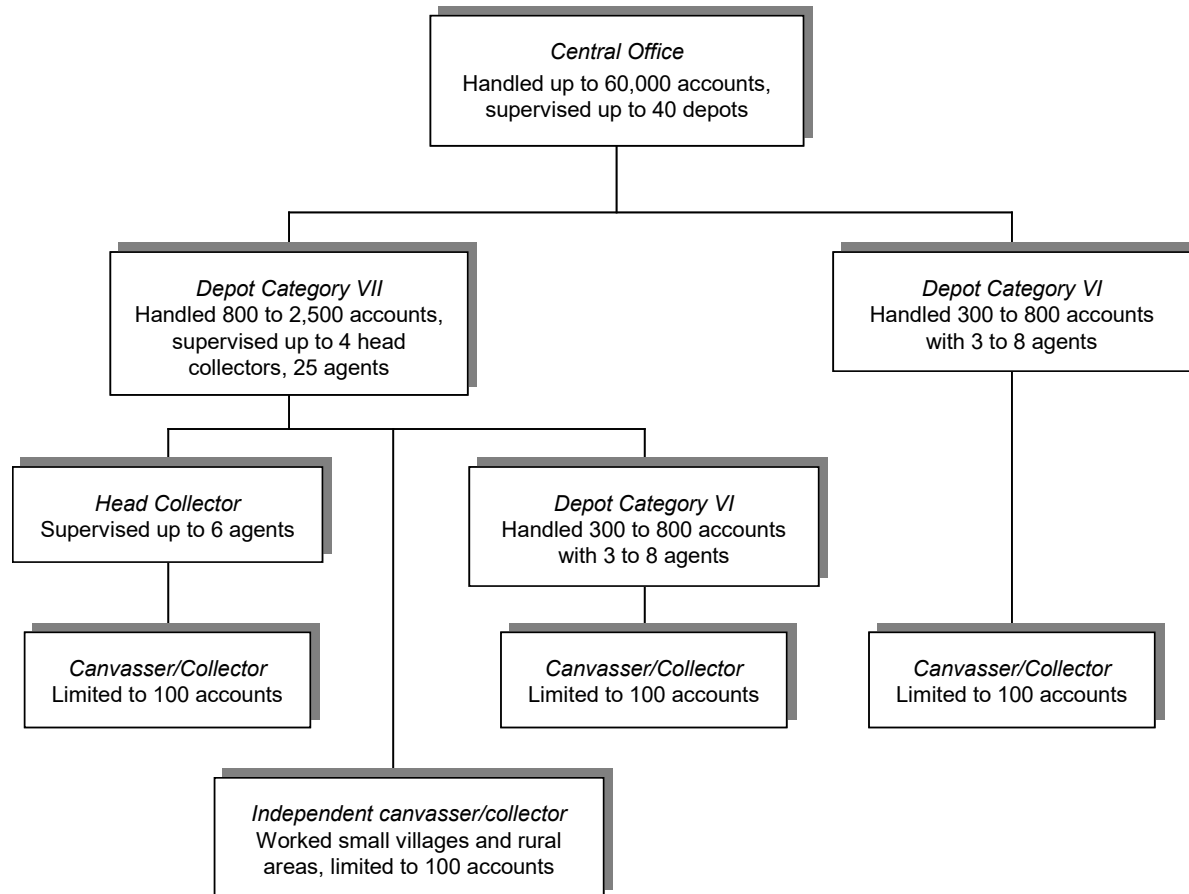 Central Office
Handled up to 60,000 accounts,
supervised up to 40 depots
Depot Category VII
Handled 800 to 2,500 accounts,
supervised up to 4 head
collectors, 25 agents
Depot Category VI
Handled 300 to 800 accounts
with 3 to 8 agents
Head Collector
Supervised up to 6 agents
Depot Category VI
Handled 300 to 800 accounts
with 3 to 8 agents
Canvasser/Collector
Limited to 100 accounts
Canvasser/Collector
Limited to 100 accounts
Canvasser/Collector
Limited to 100 accounts
Independent canvasser/collector
Worked small villages and rural
areas, limited to 100 accounts